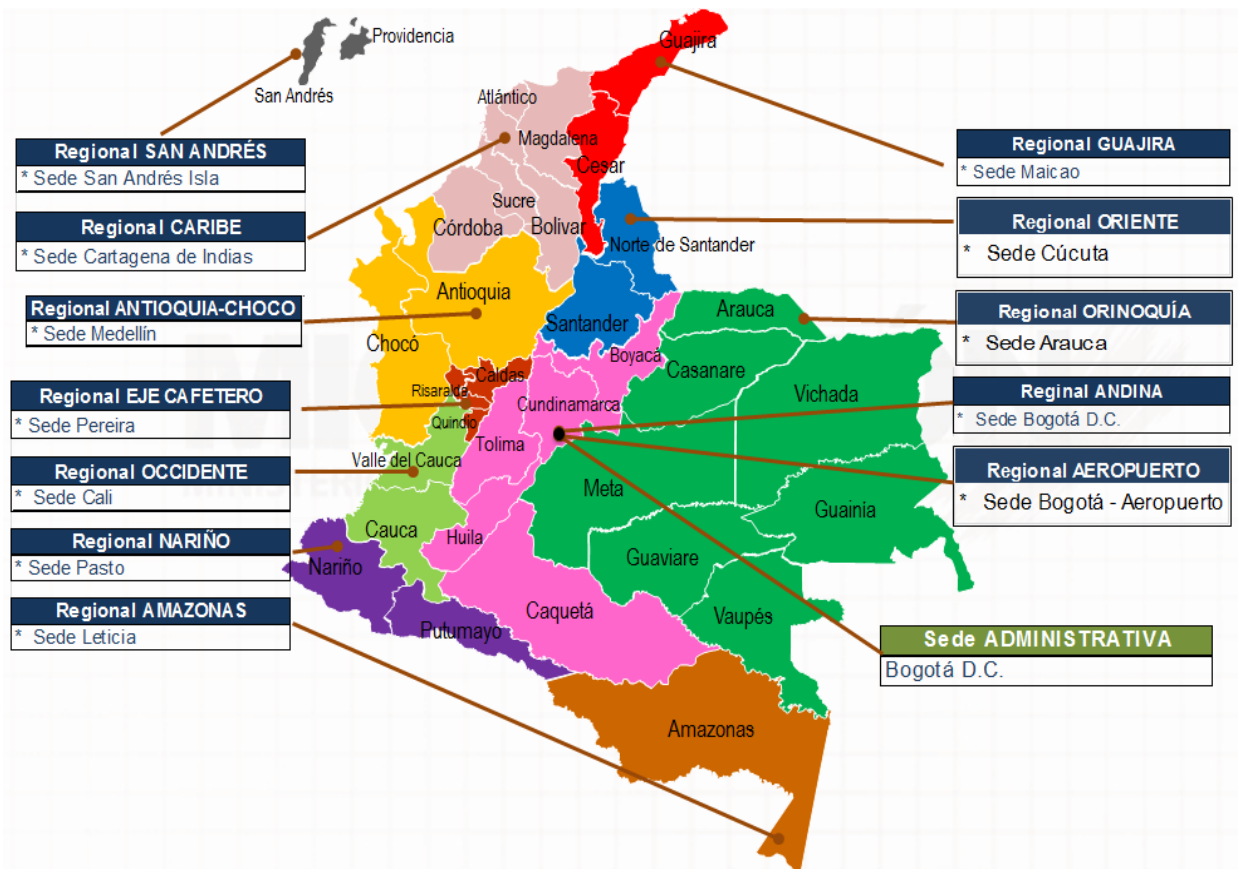 Providencia
San Andrés
Regional SAN ANDRÉS
* Sede San Andrés Isla
Regional CARIBE
* Sede Cartagena de Indias
Regional ANTIOQUIA-CHOCO
* Sede Medellín
Regional EJE CAFETERO
* Sede Pereira
Regional OCCIDENTE
* Sede Cali
Regional NARIÑO
* Sede Pasto
Regional AMAZONAS
* Sede Leticia
Guajira
Atlántico
Magdalena
Cesar
Sucre
Córdoba
Bolivar
Norte de Santander
Antioquia
Santander
Arauca
Chocó
Boyacá
Casanare
Vichada
Caldas
Risaralda
Cundinamarca
Quindio
Tolima
Valle del Cauca
Meta
Guainía
Cauca
Huila
Guaviare
Nariño
Caquetá
Vaupés
Putumayo
Amazonas
Regional GUAJIRA
* Sede Maicao
Regional ORIENTE
* Sede Cúcuta
Regional ORINOQUÍA
* Sede Arauca
Reginal ANDINA
* Sede Bogotá D.C.
Regional AEROPUERTO
* Sede Bogotá - Aeropuerto
Sede ADMINISTRATIVA
Bogotá D.C.